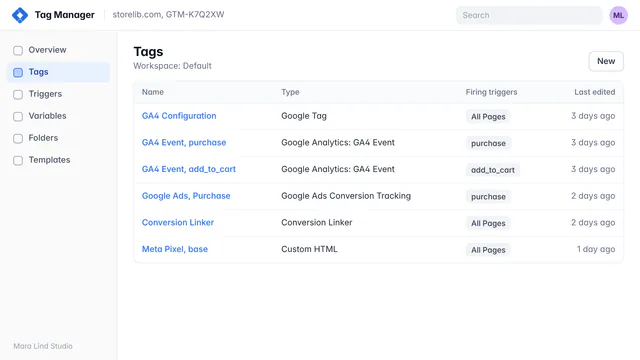 Tag Manager storelib.com, GTM-K7Q2XW Search ML
Overview
Tags
Triggers
Variables
Folders
Templates
Mara Lind Studio
Tags
Workspace: Default
New
Name Type Firing triggers Last edited
GA4 Configuration Google Tag All Pages 3 days ago
GA4 Event, purchase Google Analytics: GA4 Event purchase 3 days ago
GA4 Event, add_to_cart Google Analytics: GA4 Event add_to_cart 3 days ago
Google Ads, Purchase Google Ads Conversion Tracking purchase 2 days ago
Conversion Linker Conversion Linker All Pages 2 days ago
Meta Pixel, base Custom HTML All Pages 1 day ago